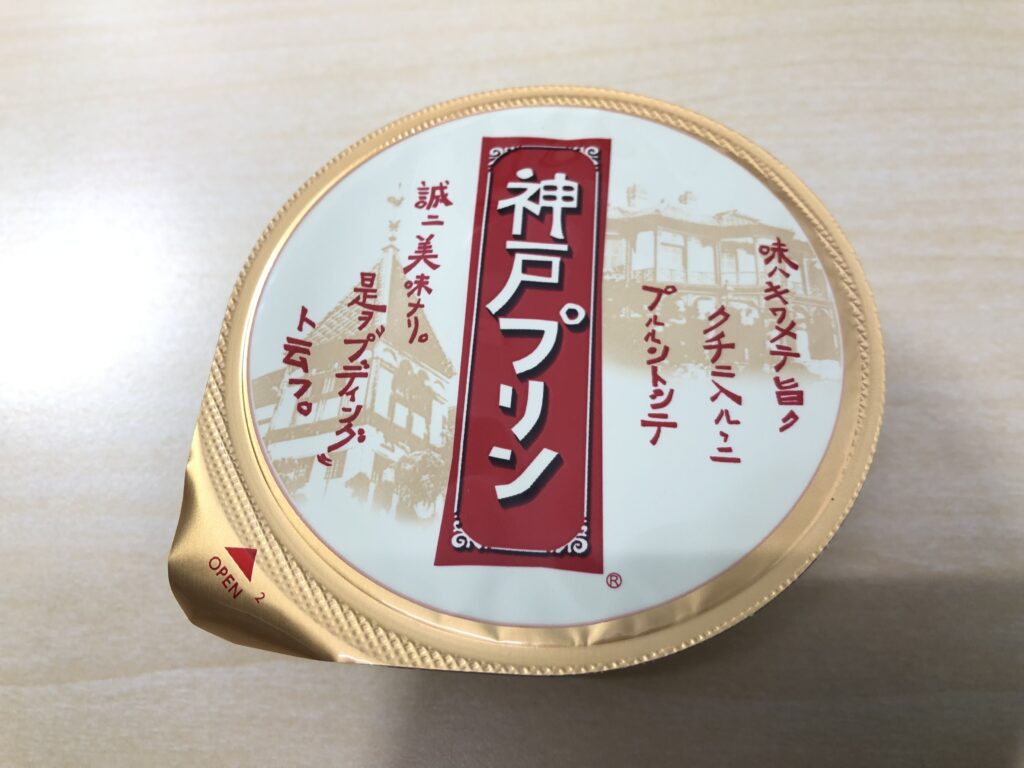 味ハキワメテ旨ク
クチニ入ルヽニ
プルルントシテ
神戸プリン
®
誠ニ美味ナリ。
是ヲ〝プディング〟
ト云フ。
OPEN
2